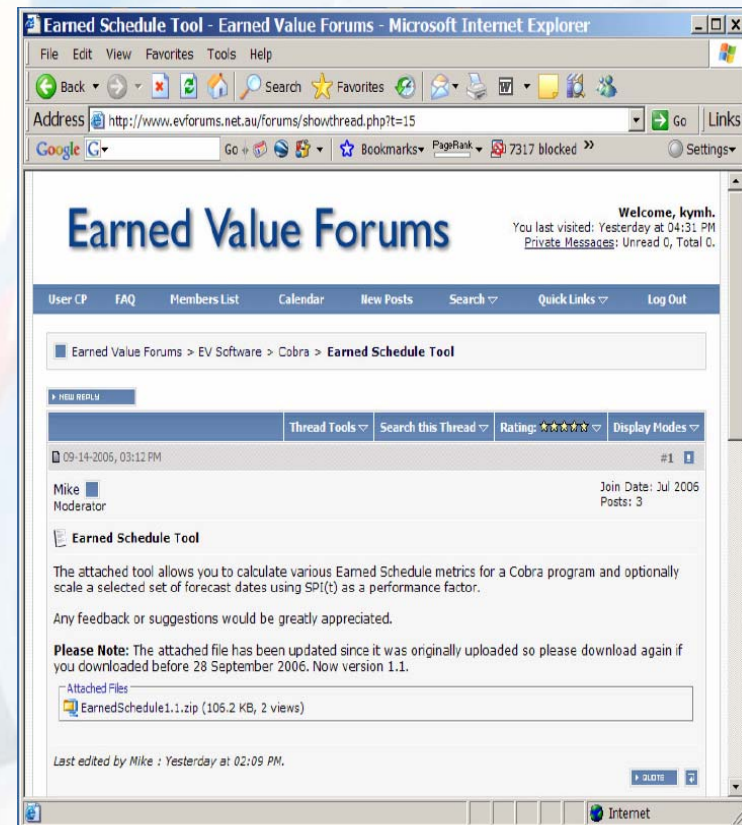 Earned Schedule Tool - Earned Value Forums - Microsoft Internet Explorer
File Edit View Favorites Tools Help
Back Search Favorites
Address http://www.evforums.net.au/forums/showthread.php?t=15 Go Links
Google G Go Bookmarks PageRank 7317 blocked » Settings
Earned Value Forums
Welcome, kymh.
You last visited: Yesterday at 04:31 PM
Private Messages: Unread 0, Total 0.
User CP FAQ Members List Calendar New Posts Search Quick Links Log Out
Earned Value Forums > EV Software > Cobra > Earned Schedule Tool
NEW REPLY
Thread Tools Search this Thread Rating: Display Modes
09-14-2006, 03:12 PM #1
Mike
Moderator
Join Date: Jul 2006
Posts: 3
Earned Schedule Tool
The attached tool allows you to calculate various Earned Schedule metrics for a Cobra program and optionally
scale a selected set of forecast dates using SPI(t) as a performance factor.
Any feedback or suggestions would be greatly appreciated.
Please Note: The attached file has been updated since it was originally uploaded so please download again if
you downloaded before 28 September 2006. Now version 1.1.
Attached Files
EarnedSchedule1.1.zip (106.2 KB, 2 views)
Last edited by Mike : Yesterday at 02:09 PM.
QUOTE
Internet